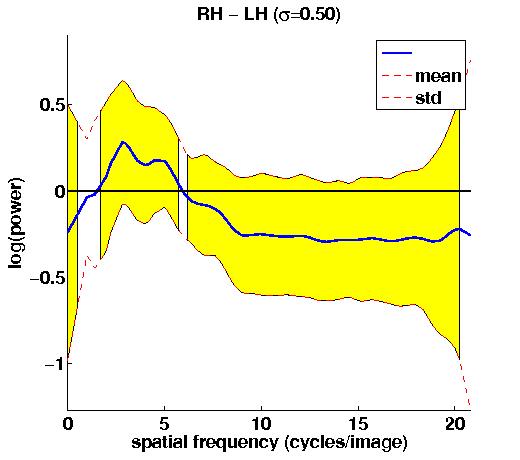 RH − LH (σ=0.50)
mean
std
0.5
0
−0.5
−1
log(power)
0 5 10 15 20
spatial frequency (cycles/image)